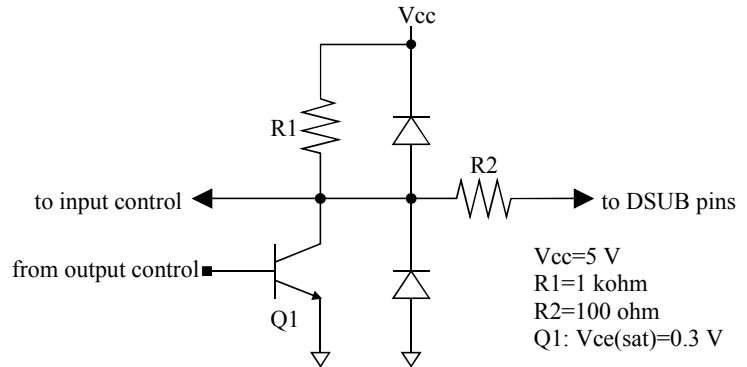 Vcc
R1
R2
to input control
to DSUB pins
from output control
Q1
Vcc=5 V
R1=1 kohm
R2=100 ohm
Q1: Vce(sat)=0.3 V